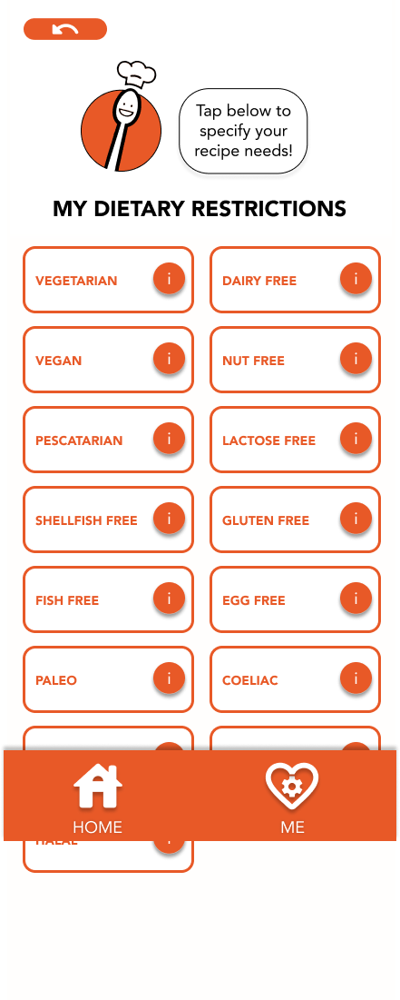 Tap below to
specify your
recipe needs!
MY DIETARY RESTRICTIONS
VEGETARIAN i
DAIRY FREE i
VEGAN i
NUT FREE i
PESCATARIAN i
LACTOSE FREE i
SHELLFISH FREE i
GLUTEN FREE i
FISH FREE i
EGG FREE i
PALEO i
COELIAC i
HOME
ME
HALAL i